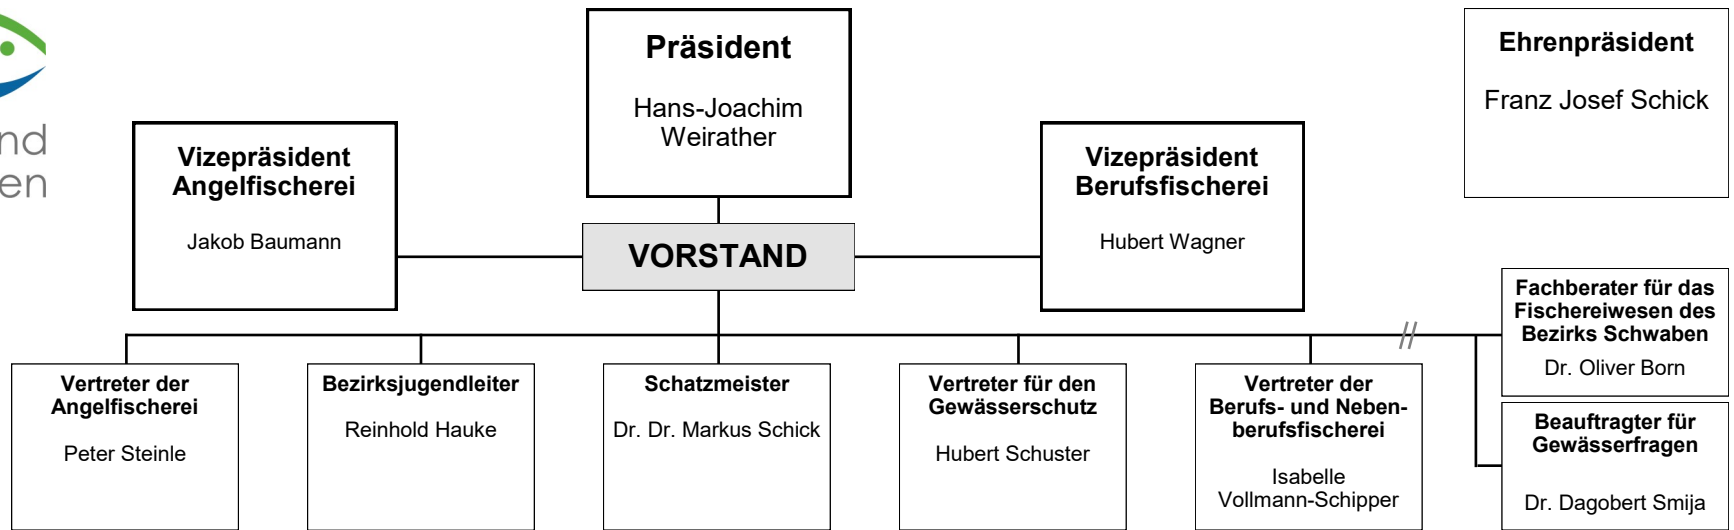 nd
en
Präsident
Hans-Joachim
Weirather
Ehrenpräsident
Franz Josef Schick
Vizepräsident
Angelfischerei
Jakob Baumann
VORSTAND
Vizepräsident
Berufsfischerei
Hubert Wagner
Fachberater für das
Fischereiwesen des
Bezirks Schwaben
Dr. Oliver Born
Vertreter der
Angelfischerei
Peter Steinle
Bezirksjugendleiter
Reinhold Hauke
Schatzmeister
Dr. Dr. Markus Schick
Vertreter für den
Gewässerschutz
Hubert Schuster
Vertreter der
Berufs- und Neben-
berufsfischerei
Isabelle
Vollmann-Schipper
Beauftragter für
Gewässerfragen
Dr. Dagobert Smija